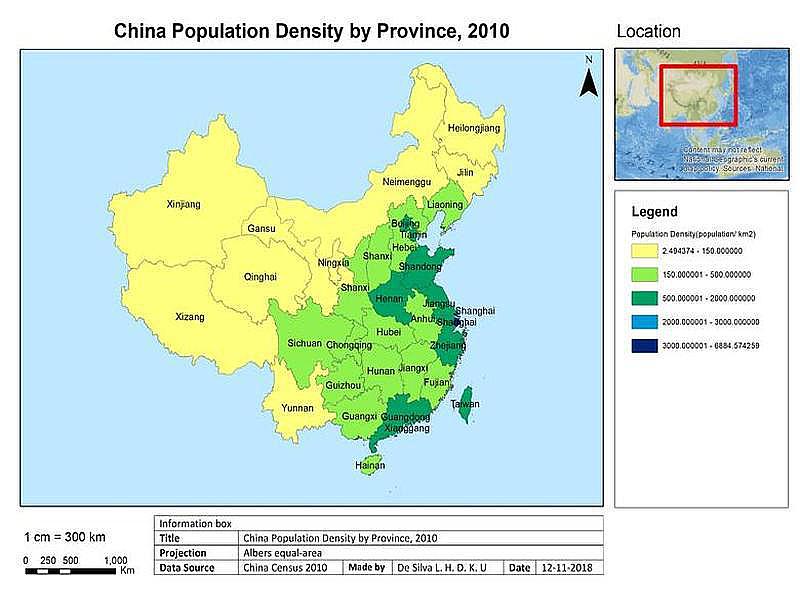 China Population Density by Province, 2010
Location
N
Heilongjiang
Jilin
Neimenggu
Liaoning
Xinjiang
Gansu
Beijing
Tianjin
Hebei
Ningxia
Shanxi
Shandong
Qinghai
Shanxi
Henan
Jiangsu
Shanghai
Xizang
Anhui
Shanghai
Hubei
Sichuan
Chongqing
Zhejiang
Hunan
Jiangxi
Guizhou
Fujian
Yunnan
Guangxi
Guangdong
Taiwan
Xianggang
Hainan
Content may not reflect
National Geographic's current
map policy. Sources: National
Legend
Population Density(population/ km2)
2.494374 - 150.000000
150.000001 - 500.000000
500.000001 - 2000.000000
2000.000001 - 3000.000000
3000.000001 - 6884.574259
1 cm = 300 km
0 250 500 1,000
Km
Information box
Title China Population Density by Province, 2010
Projection Albers equal-area
Data Source China Census 2010 Made by De Silva L. H. D. K. U Date 12-11-2018